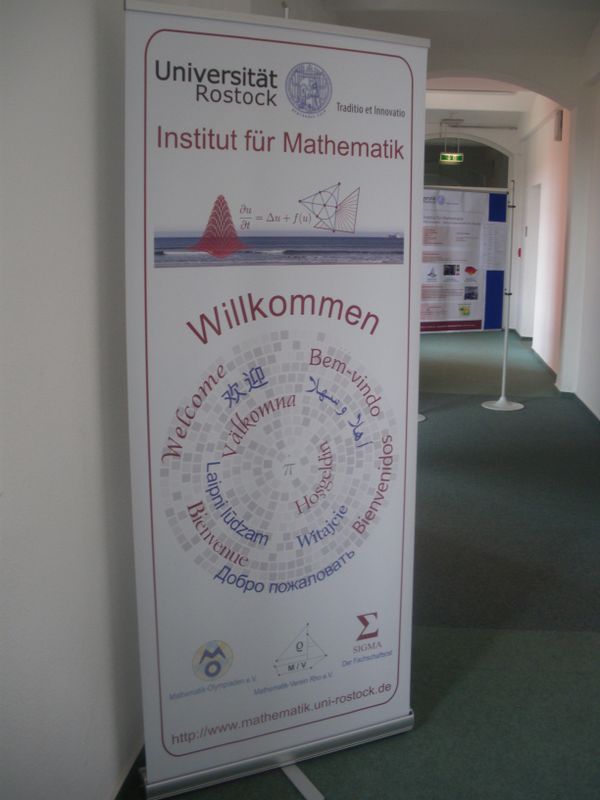 Universität
Rostock
Traditio et Innovatio
Institut für Mathematik
∂u/∂t = Δu + f(u)
Willkommen
Welcome
欢迎
Välkomna
Bem-vindo
أهلا وسهلا
Bienvenidos
Hoşgeldin
π
Laipni lūdzam
Witajcie
Bienvenue
Добро пожаловать
MO
Mathematik-Olympiaden e.V.
ϱ
M / V
Mathematik-Verein Rho e.V.
Σ
SIGMA
Der Fachschaftsrat
http://www.mathematik.uni-rostock.de